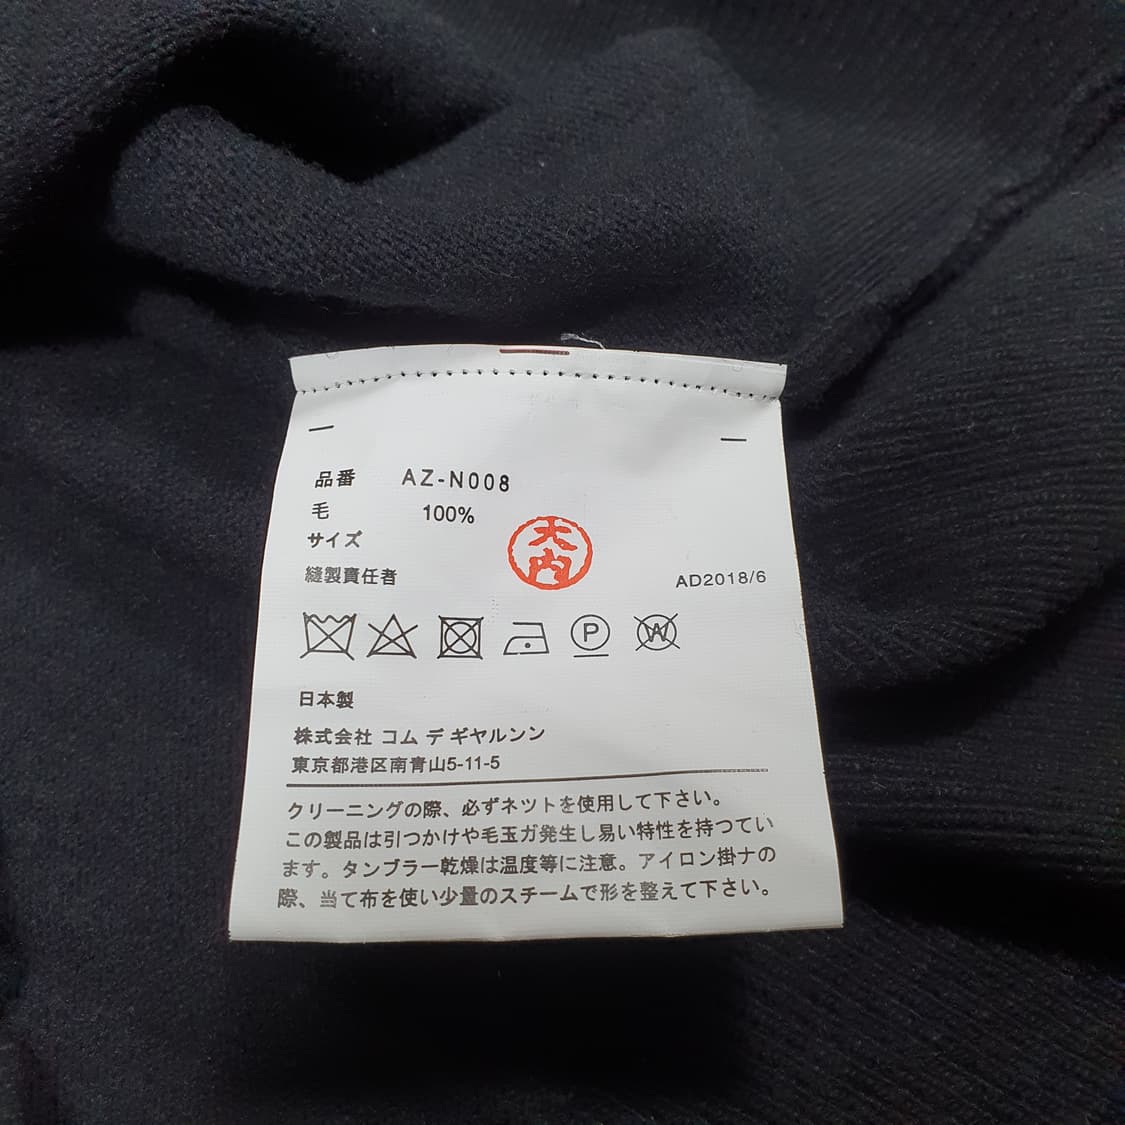 品番 AZ-N008
毛 100%
サイズ
大内
縫製責任者
AD2018/6
P
W
日本製
株式会社 コム デ ギヤルンン
東京都港区南青山5-11-5
クリーニングの際、必ずネツトを使用して下さい。
この製品は引つかけや毛玉ガ発生し易い特性を持つてい
ます。タンブラー乾燥は温度等に注意。アイロン掛ナの
際、当て布を使い少量のスチームで形を整えて下さい。